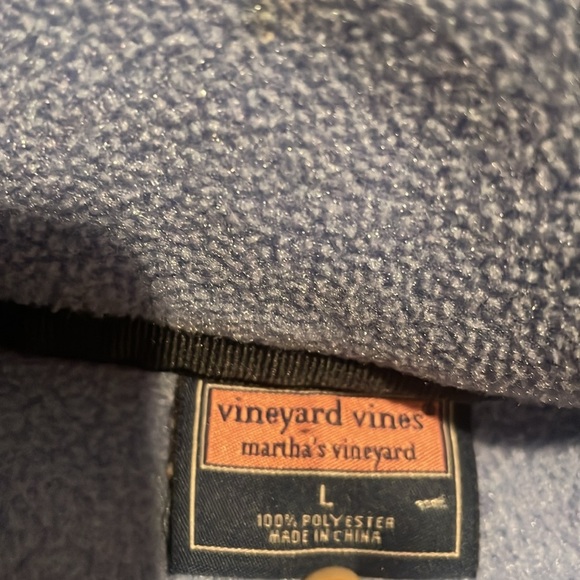 vineyard vines®
martha's vineyard
L
100% POLYESTER
MADE IN CHINA